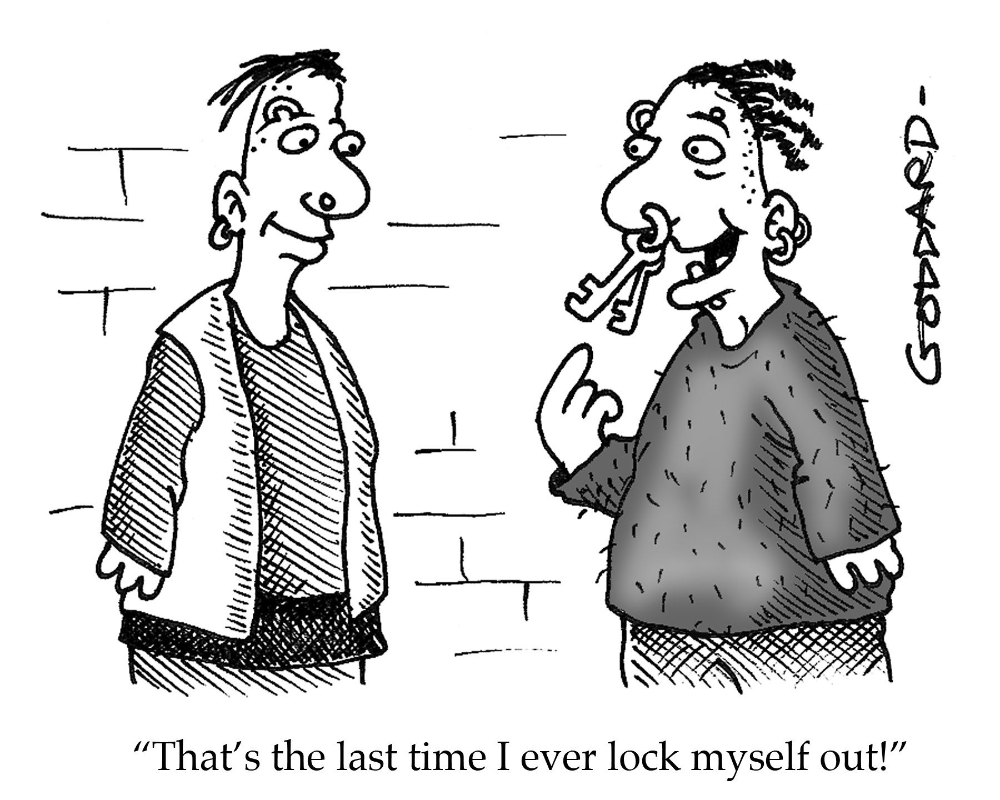 “That’s the last time I ever lock myself out!”